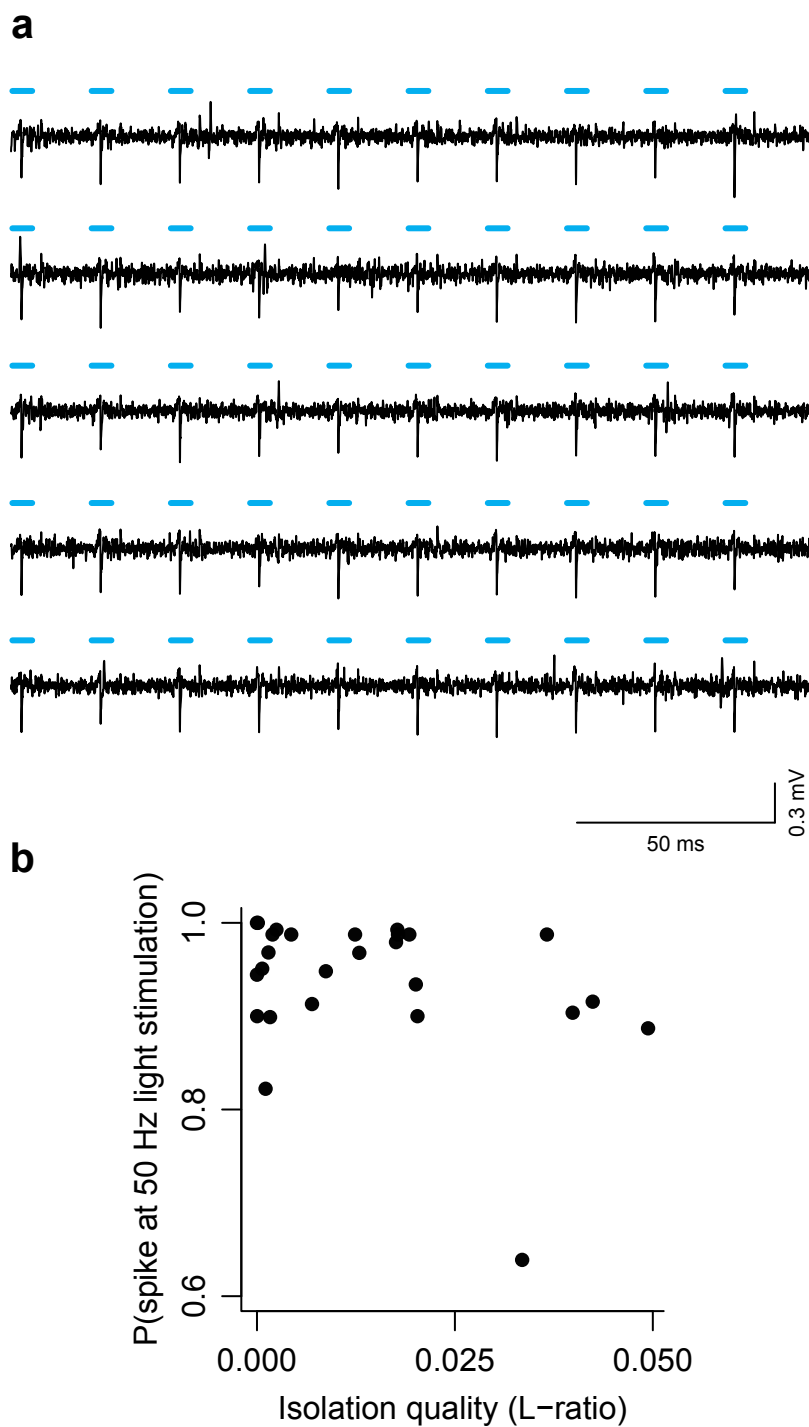 a
0.3 mV
50 ms
b
P(spike at 50 Hz light stimulation)
1.0
0.8
0.6
0.000 0.025 0.050
Isolation quality (L−ratio)